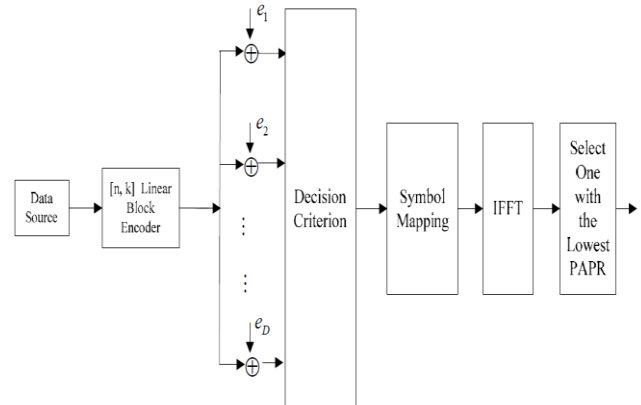 e1
e2
eD
Data
Source
[n, k] Linear
Block
Encoder
Decision
Criterion
Symbol
Mapping
IFFT
Select
One
with
the
Lowest
PAPR